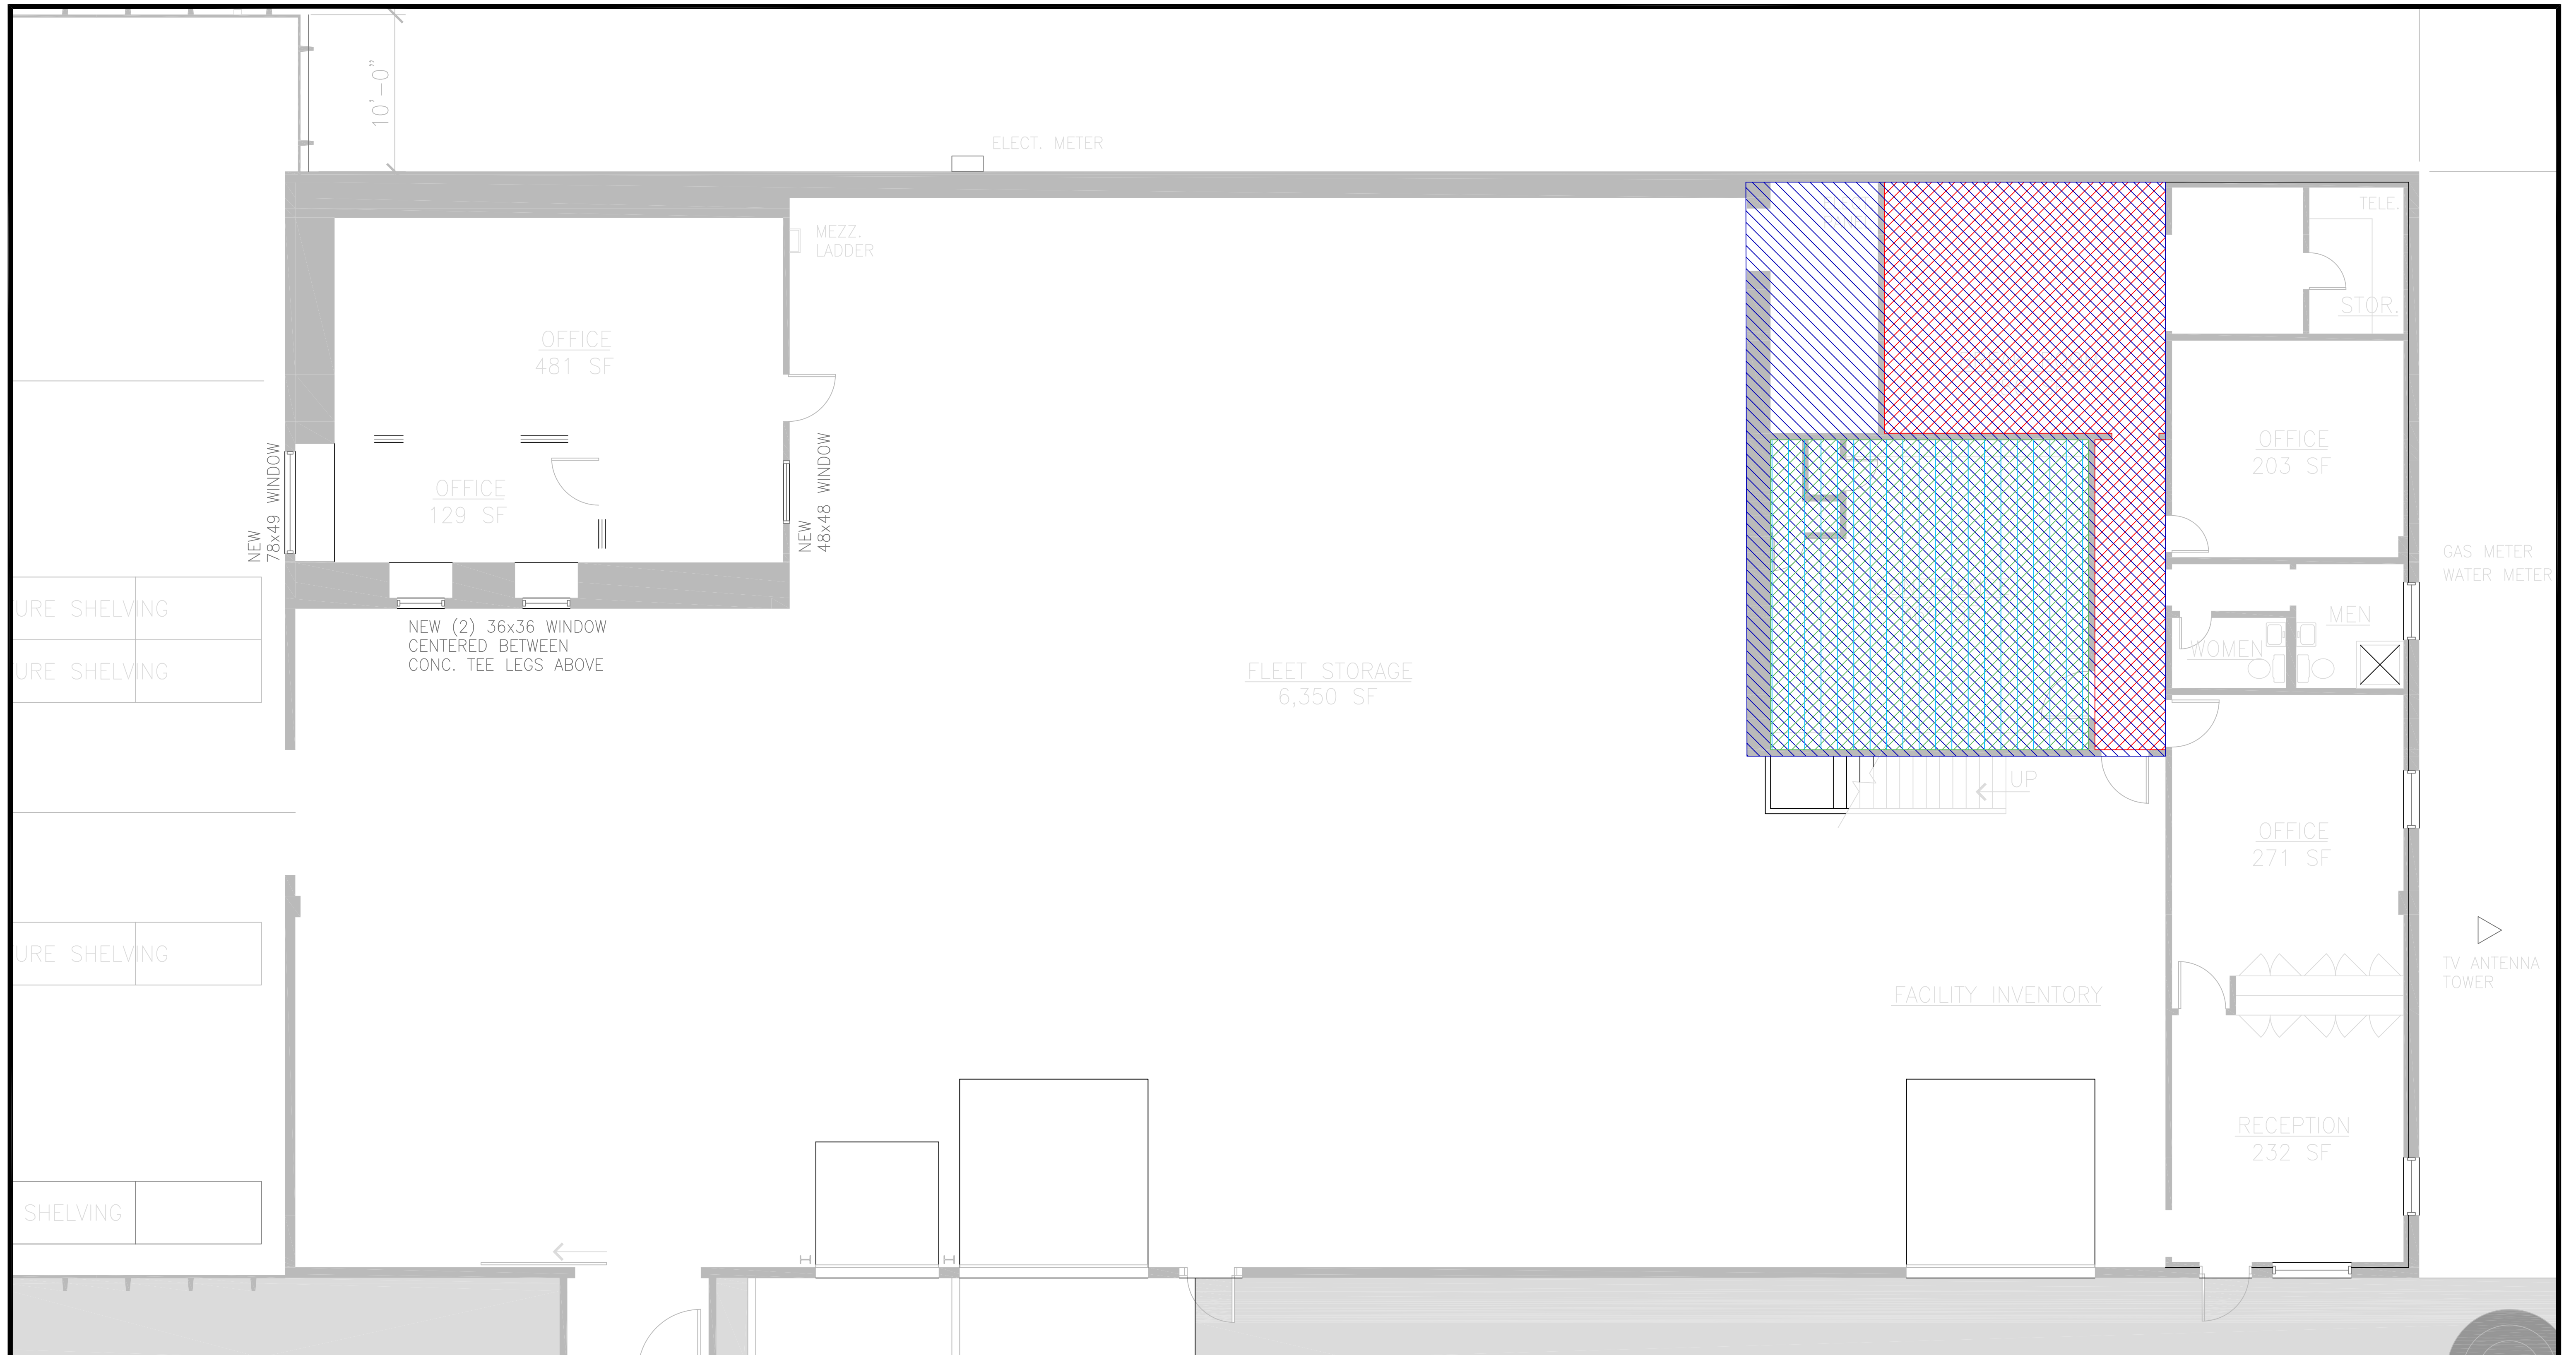 10'-0"
ELECT. METER
MEZZ.
LADDER
TELE.
STOR.
OFFICE
481 SF
OFFICE
129 SF
NEW
78x49 WINDOW
NEW
48x48 WINDOW
OFFICE
203 SF
GAS METER
WATER METER
URE SHELVING
URE SHELVING
NEW (2) 36x36 WINDOW
CENTERED BETWEEN
CONC. TEE LEGS ABOVE
MEN
WOMEN
FLEET STORAGE
6,350 SF
UP
OFFICE
271 SF
URE SHELVING
TV ANTENNA
TOWER
FACILITY INVENTORY
RECEPTION
232 SF
SHELVING